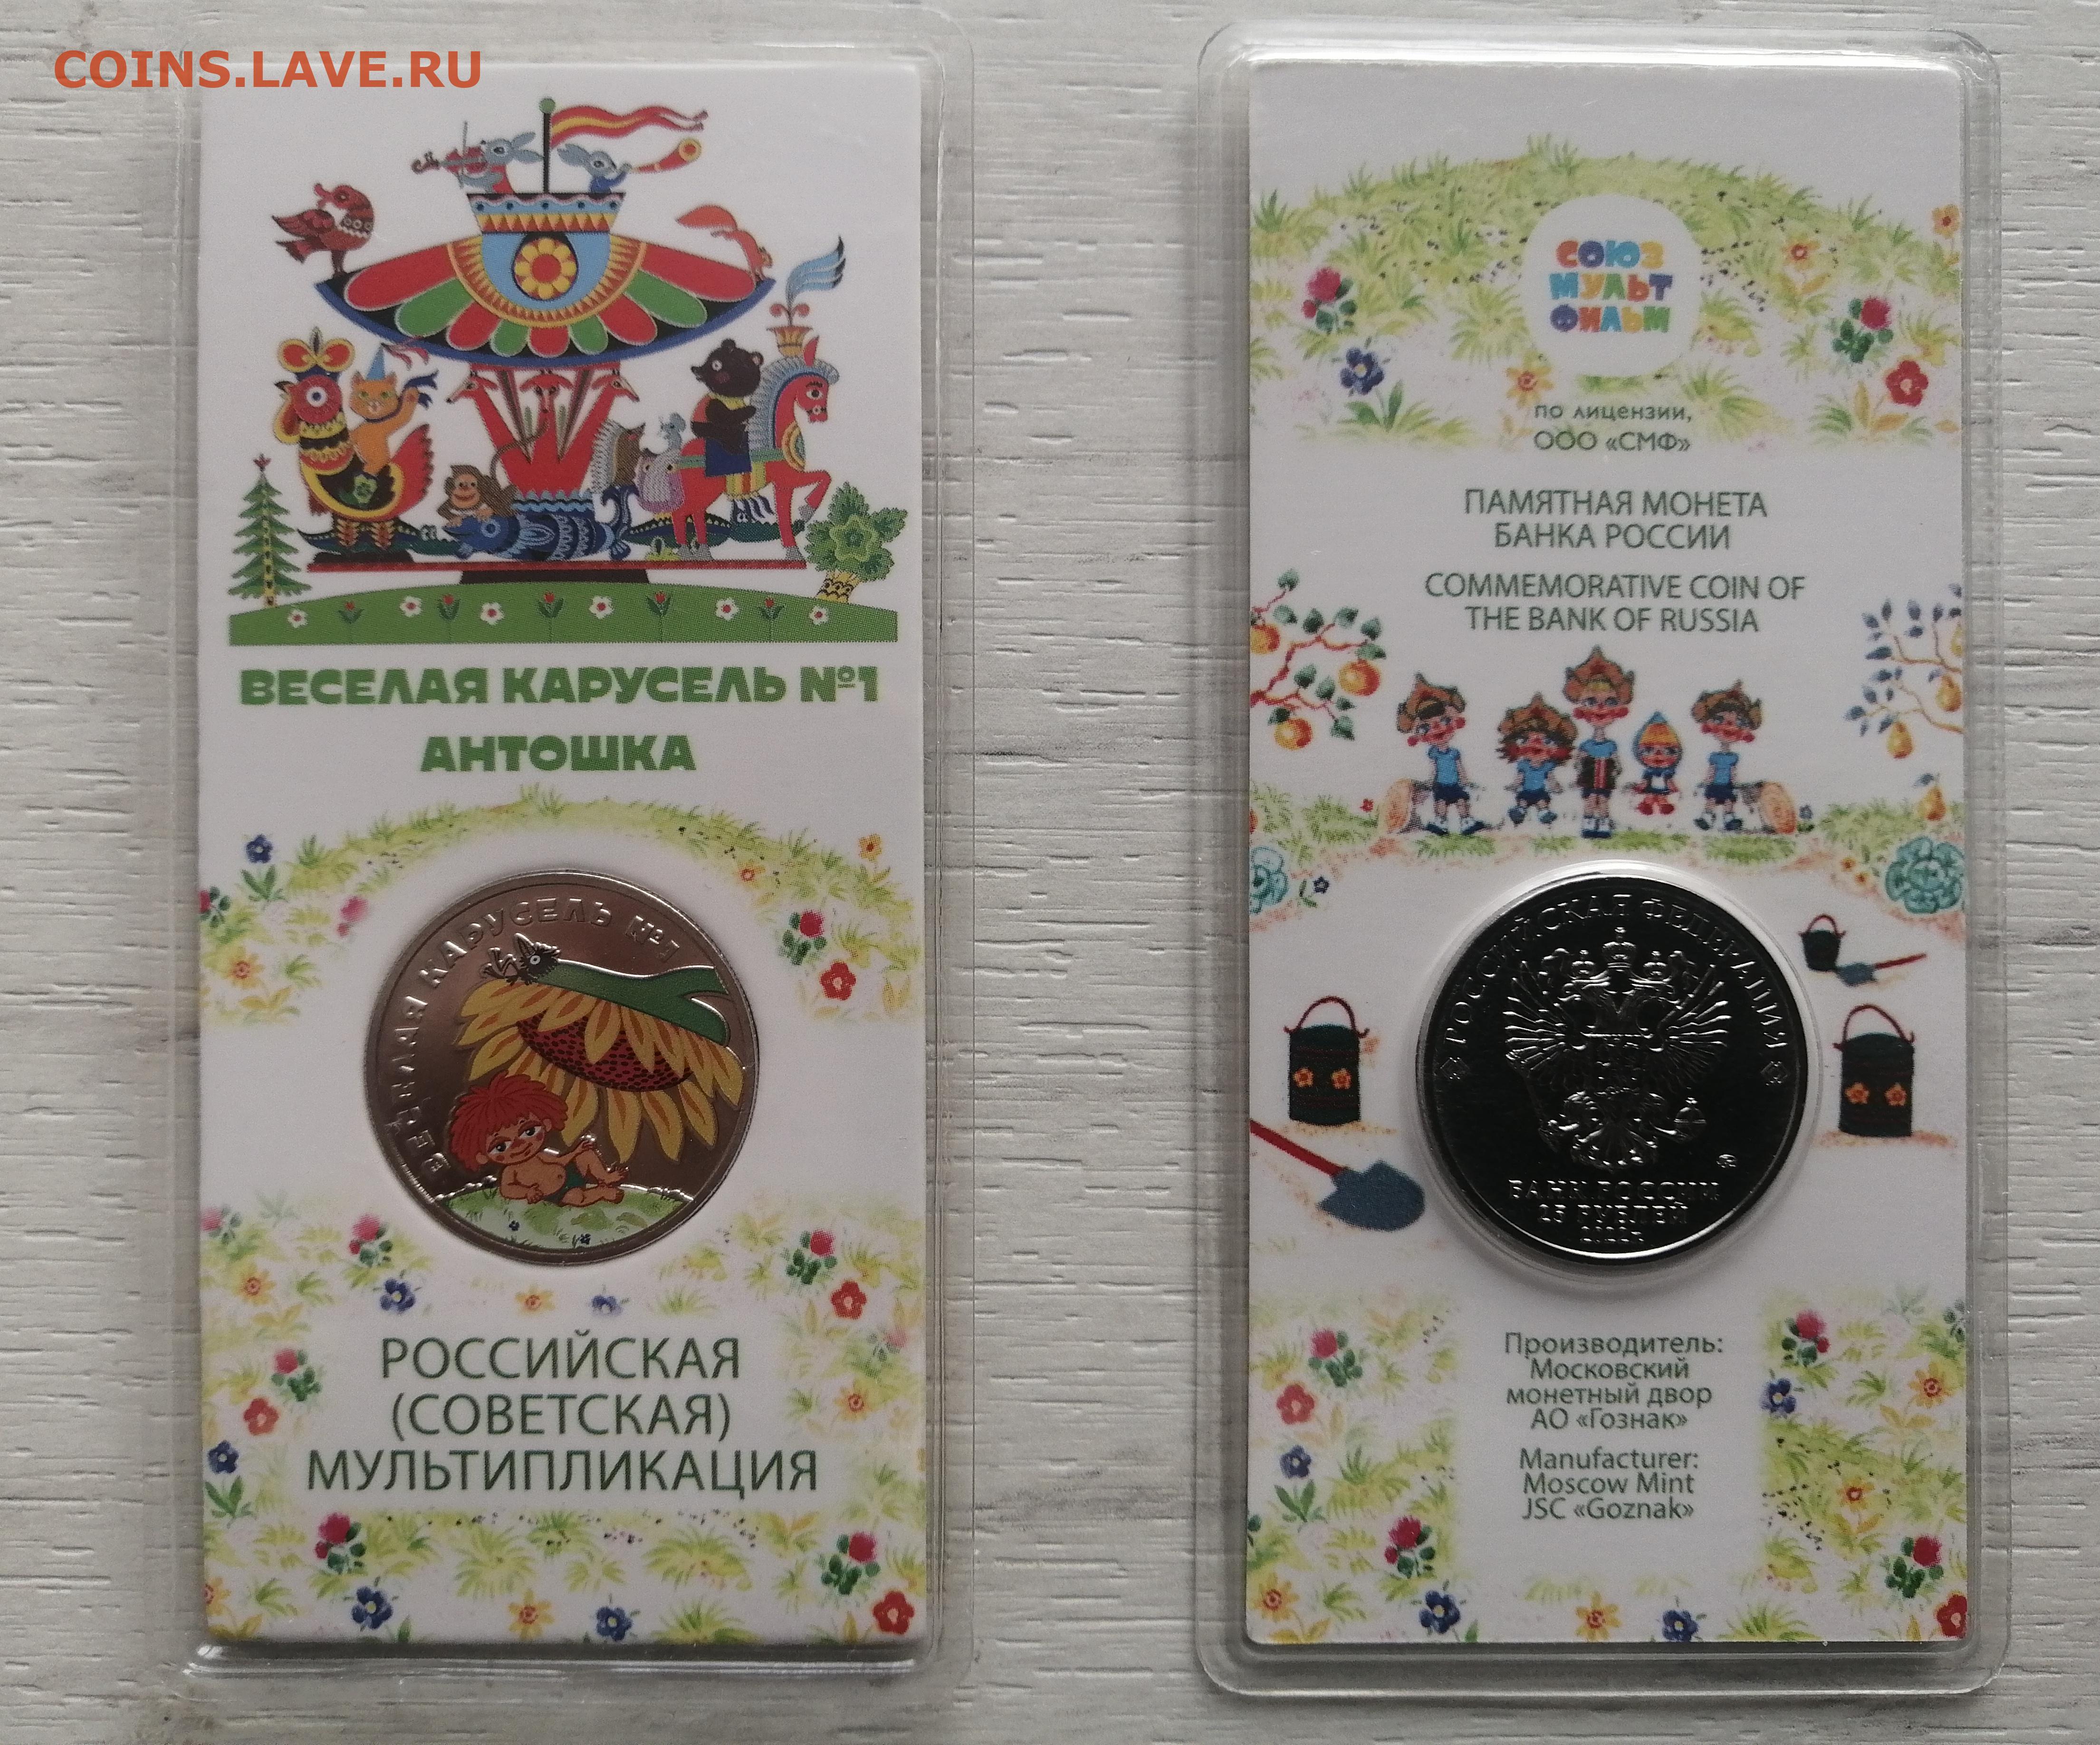 COINS.LAVE.RU
ВЕСЕЛАЯ КАРУСЕЛЬ №1
АНТОШКА
ВЕСЕЛАЯ КАРУСЕЛЬ №1
РОССИЙСКАЯ
(СОВЕТСКАЯ)
МУЛЬТИПЛИКАЦИЯ
СОЮЗ
МУЛЬТ
ФИЛЬМ
по лицензии,
ООО «СМФ»
ПАМЯТНАЯ МОНЕТА
БАНКА РОССИИ
COMMEMORATIVE COIN OF
THE BANK OF RUSSIA
РОССИЙСКАЯ ФЕДЕРАЦИЯ
БАНК РОССИИ
25 РУБЛЕЙ
2022г.
Производитель:
Московский
монетный двор
АО «Гознак»
Manufacturer:
Moscow Mint
JSC «Goznak»